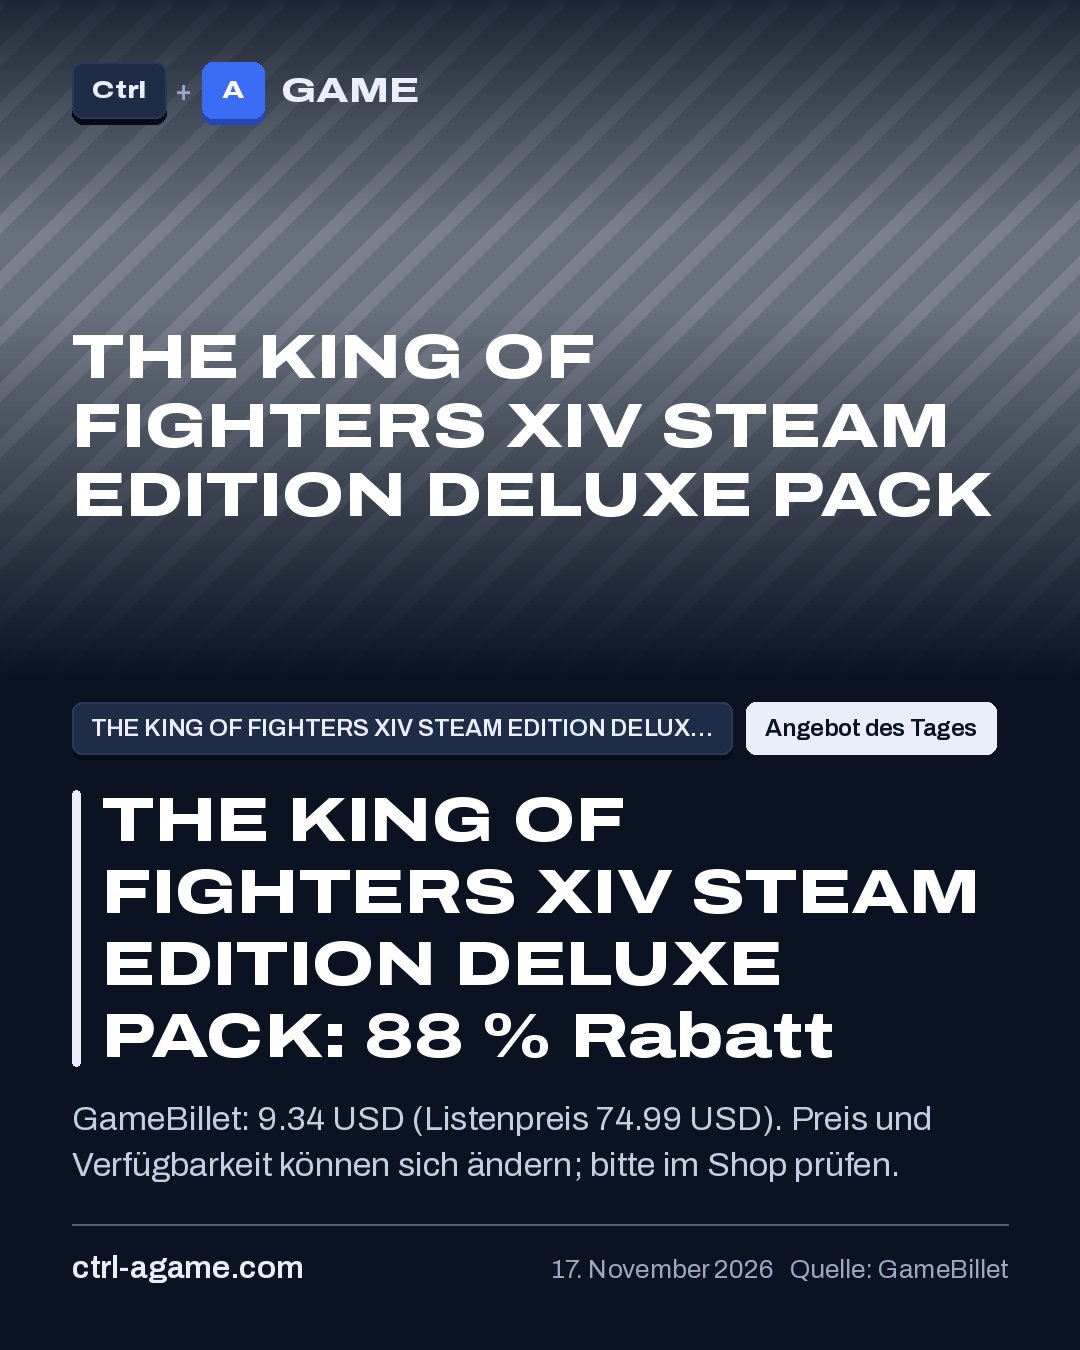 Ctrl + A GAME
THE KING OF
FIGHTERS XIV STEAM
EDITION DELUXE PACK
THE KING OF FIGHTERS XIV STEAM EDITION DELUX...
Angebot des Tages
THE KING OF
FIGHTERS XIV STEAM
EDITION DELUXE
PACK: 88 % Rabatt
GameBillet: 9.34 USD (Listenpreis 74.99 USD). Preis und
Verfügbarkeit können sich ändern; bitte im Shop prüfen.
ctrl-agame.com
17. November 2026 Quelle: GameBillet